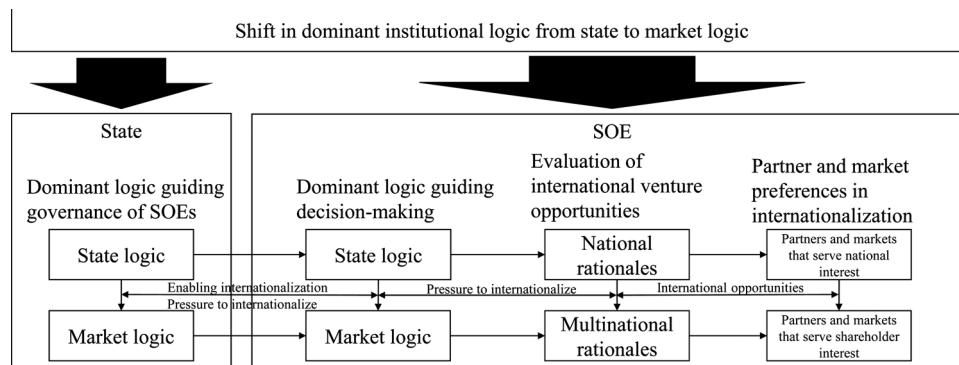 Shift in dominant institutional logic from state to market logic
State
SOE
Dominant logic guiding
governance of SOEs
Dominant logic guiding
decision-making
Evaluation of
international venture
opportunities
Partner and market
preferences in
internationalization
State logic
State logic
National
rationales
Partners and markets
that serve national
interest
Enabling internationalization
Pressure to internationalize
Pressure to internationalize
International opportunities
Market logic
Market logic
Multinational
rationales
Partners and markets
that serve shareholder
interest